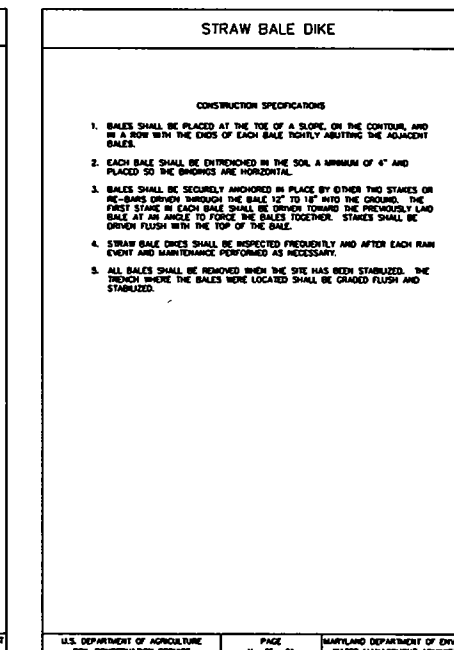 STRAW BALE DIKE
CONSTRUCTION SPECIFICATIONS
1. BALES SHALL BE PLACED AT THE TOE OF A SLOPE, ON THE CONTOUR, AND
IN A ROW WITH THE ENDS OF EACH BALE TIGHTLY ABUTTING THE ADJACENT
BALES.
2. EACH BALE SHALL BE ENTRENCHED IN THE SOIL A MINIMUM OF 4" AND
PLACED SO THE BINDINGS ARE HORIZONTAL.
3. BALES SHALL BE SECURELY ANCHORED IN PLACE BY EITHER TWO STAKES OR
RE-BARS DRIVEN THROUGH THE BALE 12" TO 18" INTO THE GROUND. THE
FIRST STAKE IN EACH BALE SHALL BE DRIVEN TOWARD THE PREVIOUSLY LAID
BALE AT AN ANGLE TO FORCE THE BALES TOGETHER. STAKES SHALL BE
DRIVEN FLUSH WITH THE TOP OF THE BALE.
4. STRAW BALE DIKES SHALL BE INSPECTED FREQUENTLY AND AFTER EACH RAIN
EVENT AND MAINTENANCE PERFORMED AS NECESSARY.
5. ALL BALES SHALL BE REMOVED WHEN THE SITE HAS BEEN STABILIZED. THE
TRENCH WHERE THE BALES WERE LOCATED SHALL BE GRADED FLUSH AND
STABILIZED.
U.S. DEPARTMENT OF AGRICULTURE PAGE MARYLAND DEPARTMENT OF ENV